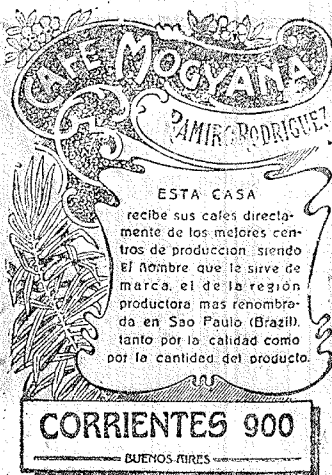 CAFE MOGYANA
RAMIRO RODRIGUEZ
ESTA CASA
recibe sus cafes directa-
mente de los mejores cen-
tros de produccion siendo
el nombre que le sirve de
marca, el de la región
productora mas renombra-
da en Sao Paulo (Brazil),
tanto por la calidad como
por la cantidad del producto.
CORRIENTES 900
BUENOS AIRES